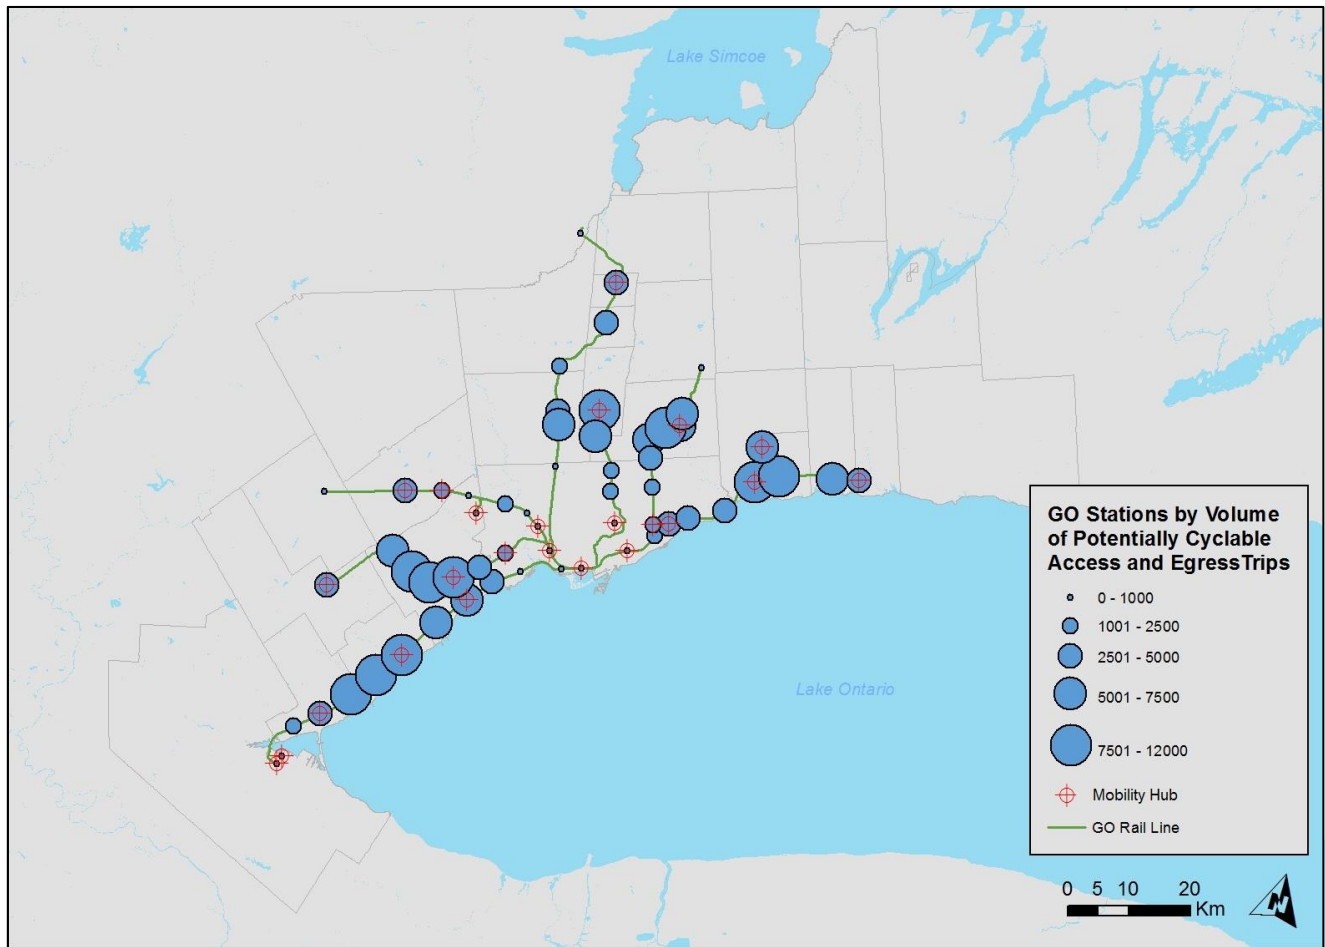 Lake Simcoe
Lake Ontario
GO Stations by Volume
of Potentially Cyclable
Access and EgressTrips
0 - 1000
1001 - 2500
2501 - 5000
5001 - 7500
7501 - 12000
Mobility Hub
GO Rail Line
0 5 10 20
Km
N